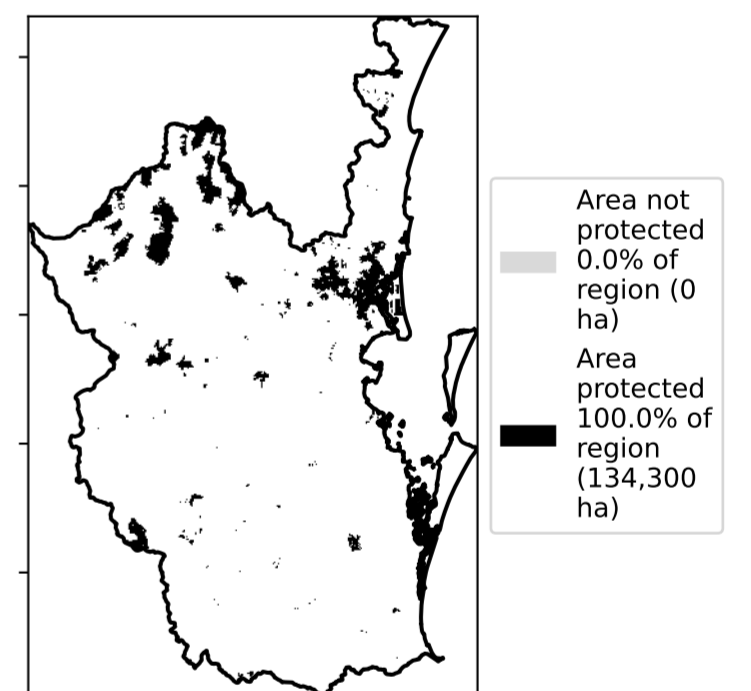 Area not
protected
0.0% of
region (0
ha)
Area
protected
100.0% of
region
(134,300
ha)